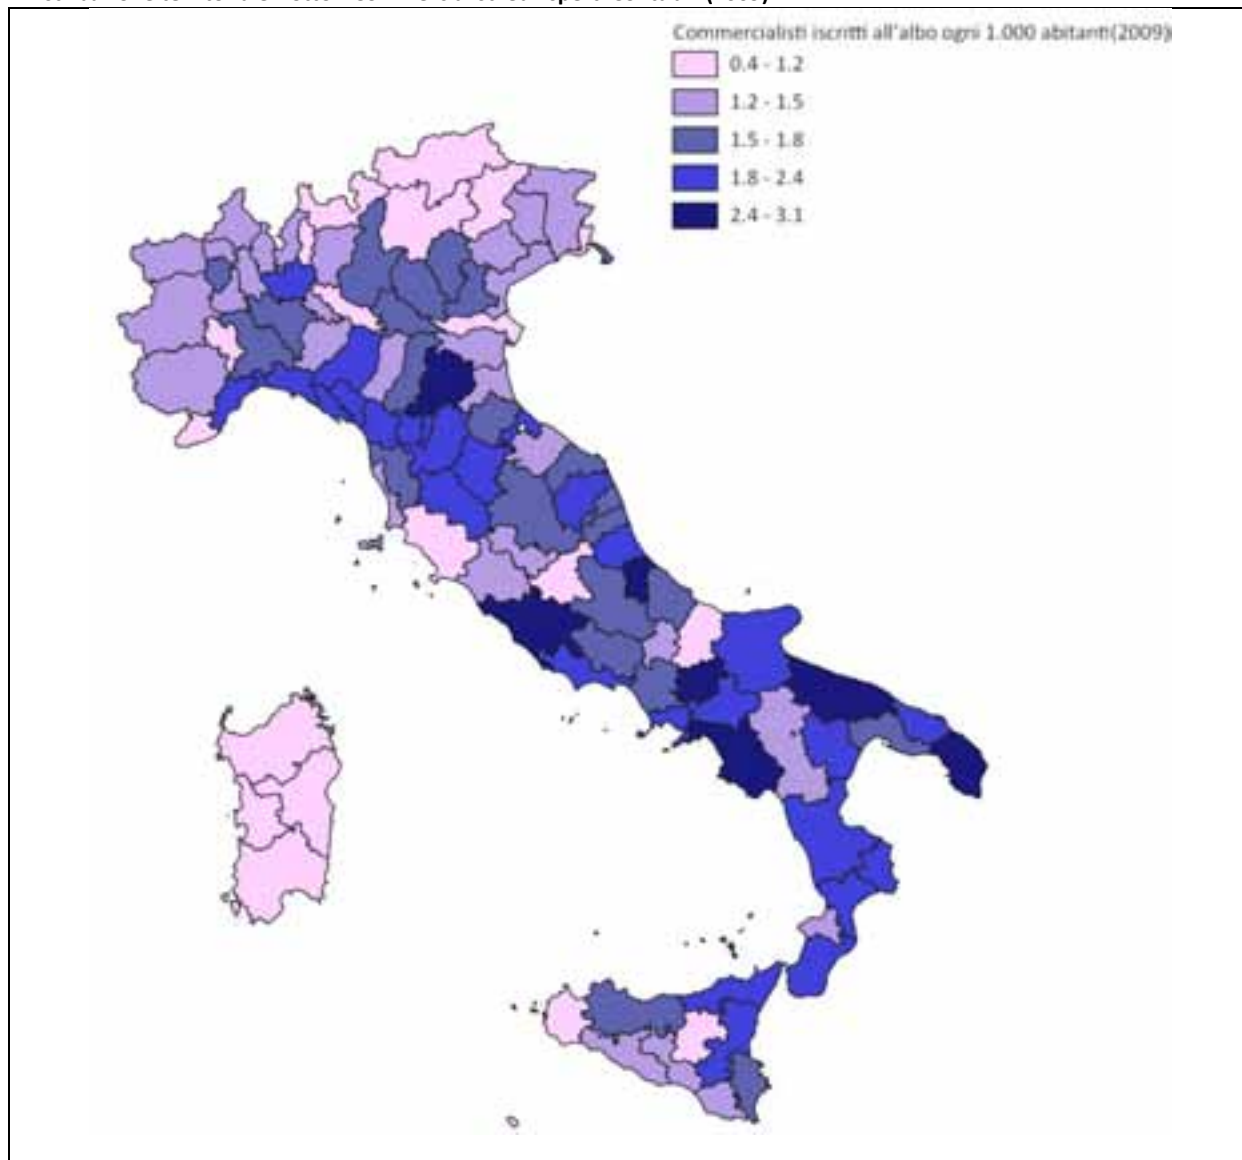 Commercialisti iscritti all'albo ogni 1.000 abitanti(2009)
0.4 - 1.2
1.2 - 1.5
1.5 - 1.8
1.8 - 2.4
2.4 - 3.1